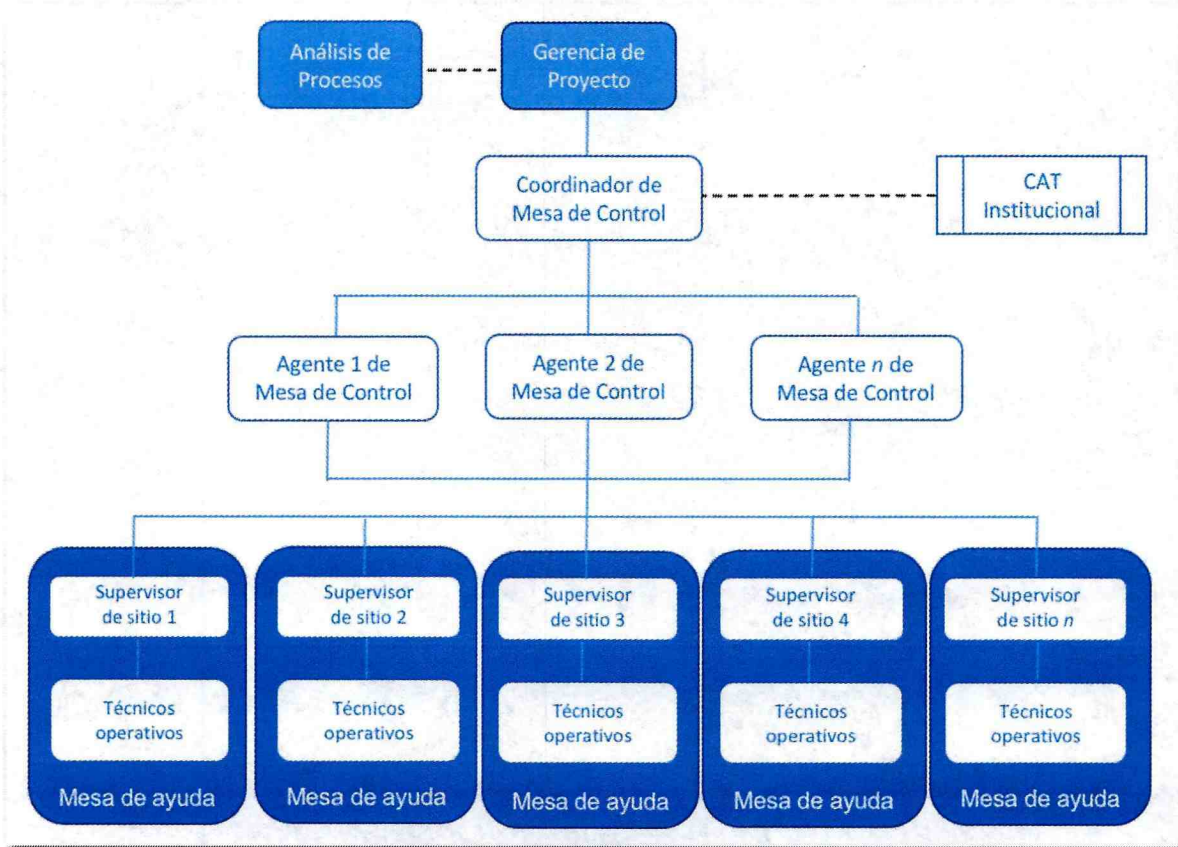 Análisis de
Procesos
Gerencia de
Proyecto
Coordinador de
Mesa de Control
CAT
Institucional
Agente 1 de
Mesa de Control
Agente 2 de
Mesa de Control
Agente n de
Mesa de Control
Supervisor
de sitio 1
Supervisor
de sitio 2
Supervisor
de sitio 3
Supervisor
de sitio 4
Supervisor
de sitio n
Técnicos
operativos
Técnicos
operativos
Técnicos
operativos
Técnicos
operativos
Técnicos
operativos
Mesa de ayuda
Mesa de ayuda
Mesa de ayuda
Mesa de ayuda
Mesa de ayuda